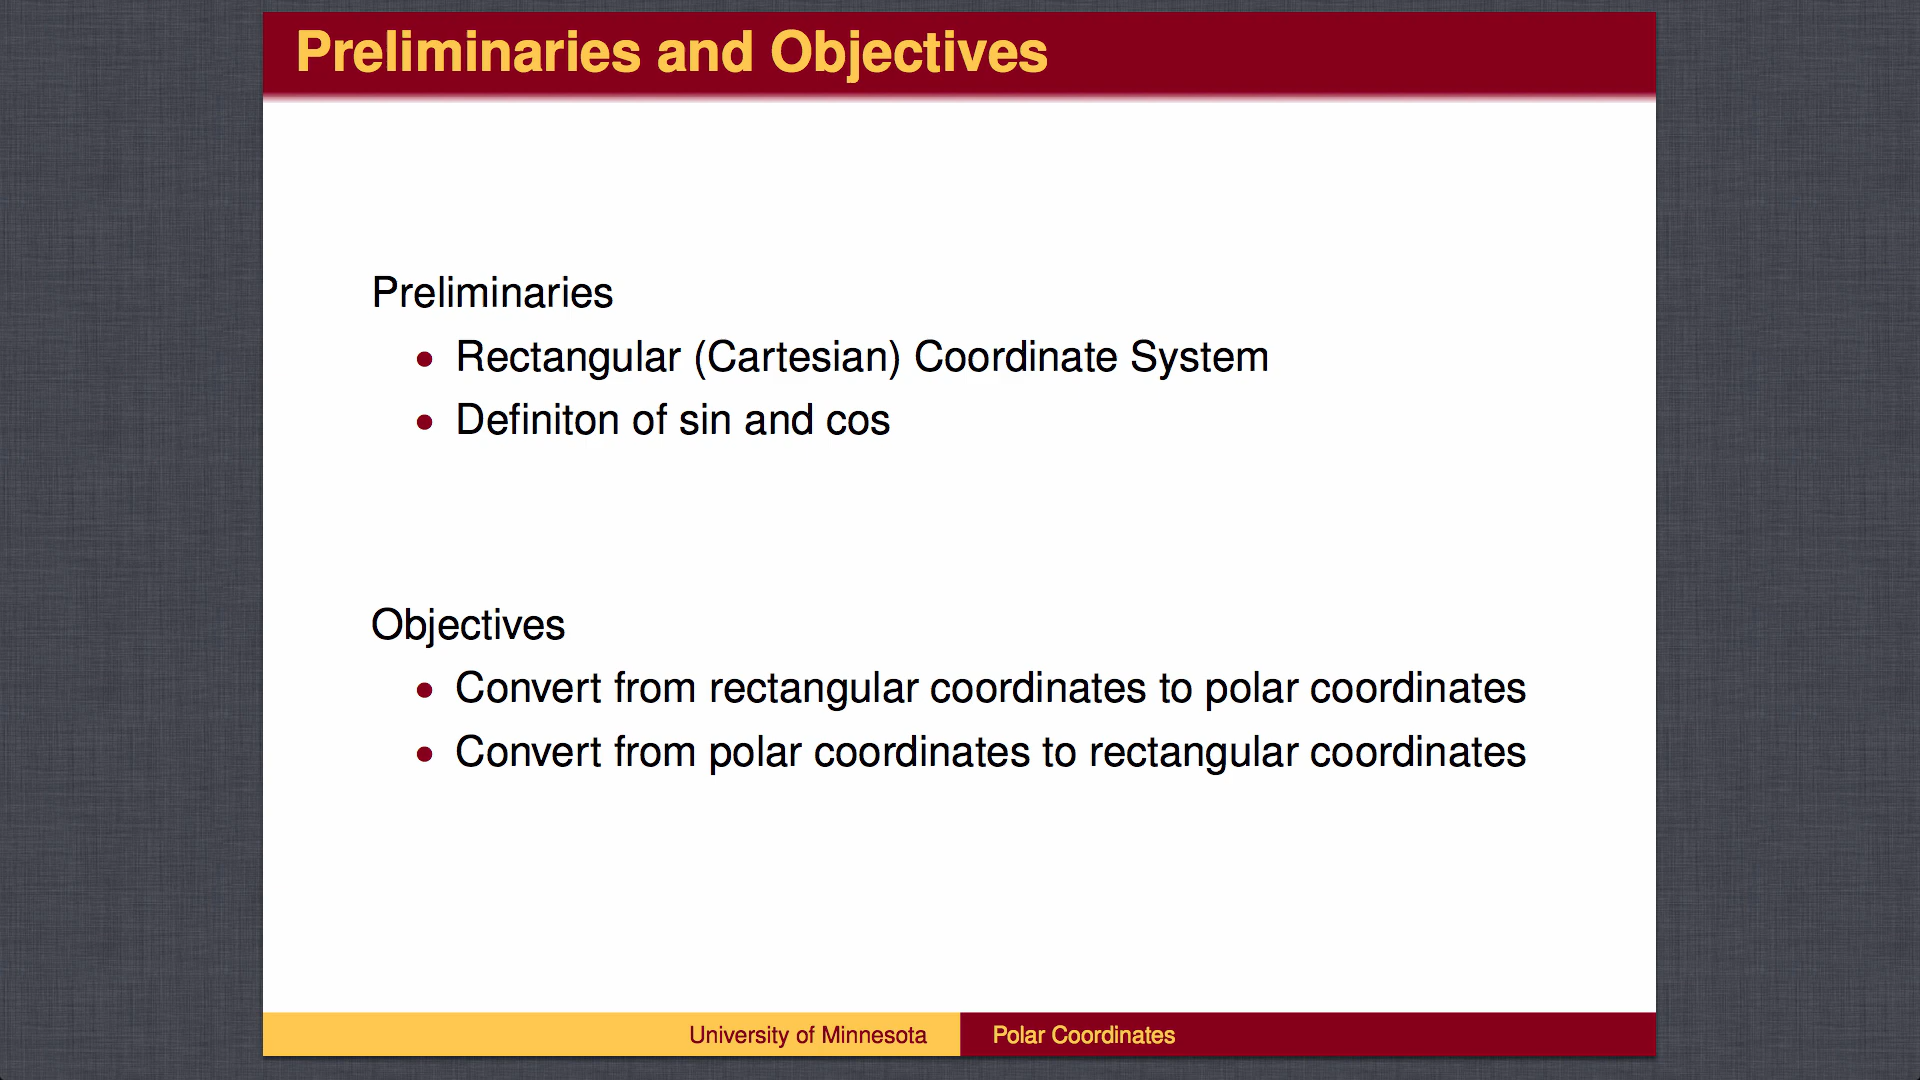 Preliminaries and Objectives
Preliminaries
• Rectangular (Cartesian) Coordinate System
• Definiton of sin and cos
Objectives
• Convert from rectangular coordinates to polar coordinates
• Convert from polar coordinates to rectangular coordinates
University of Minnesota
Polar Coordinates